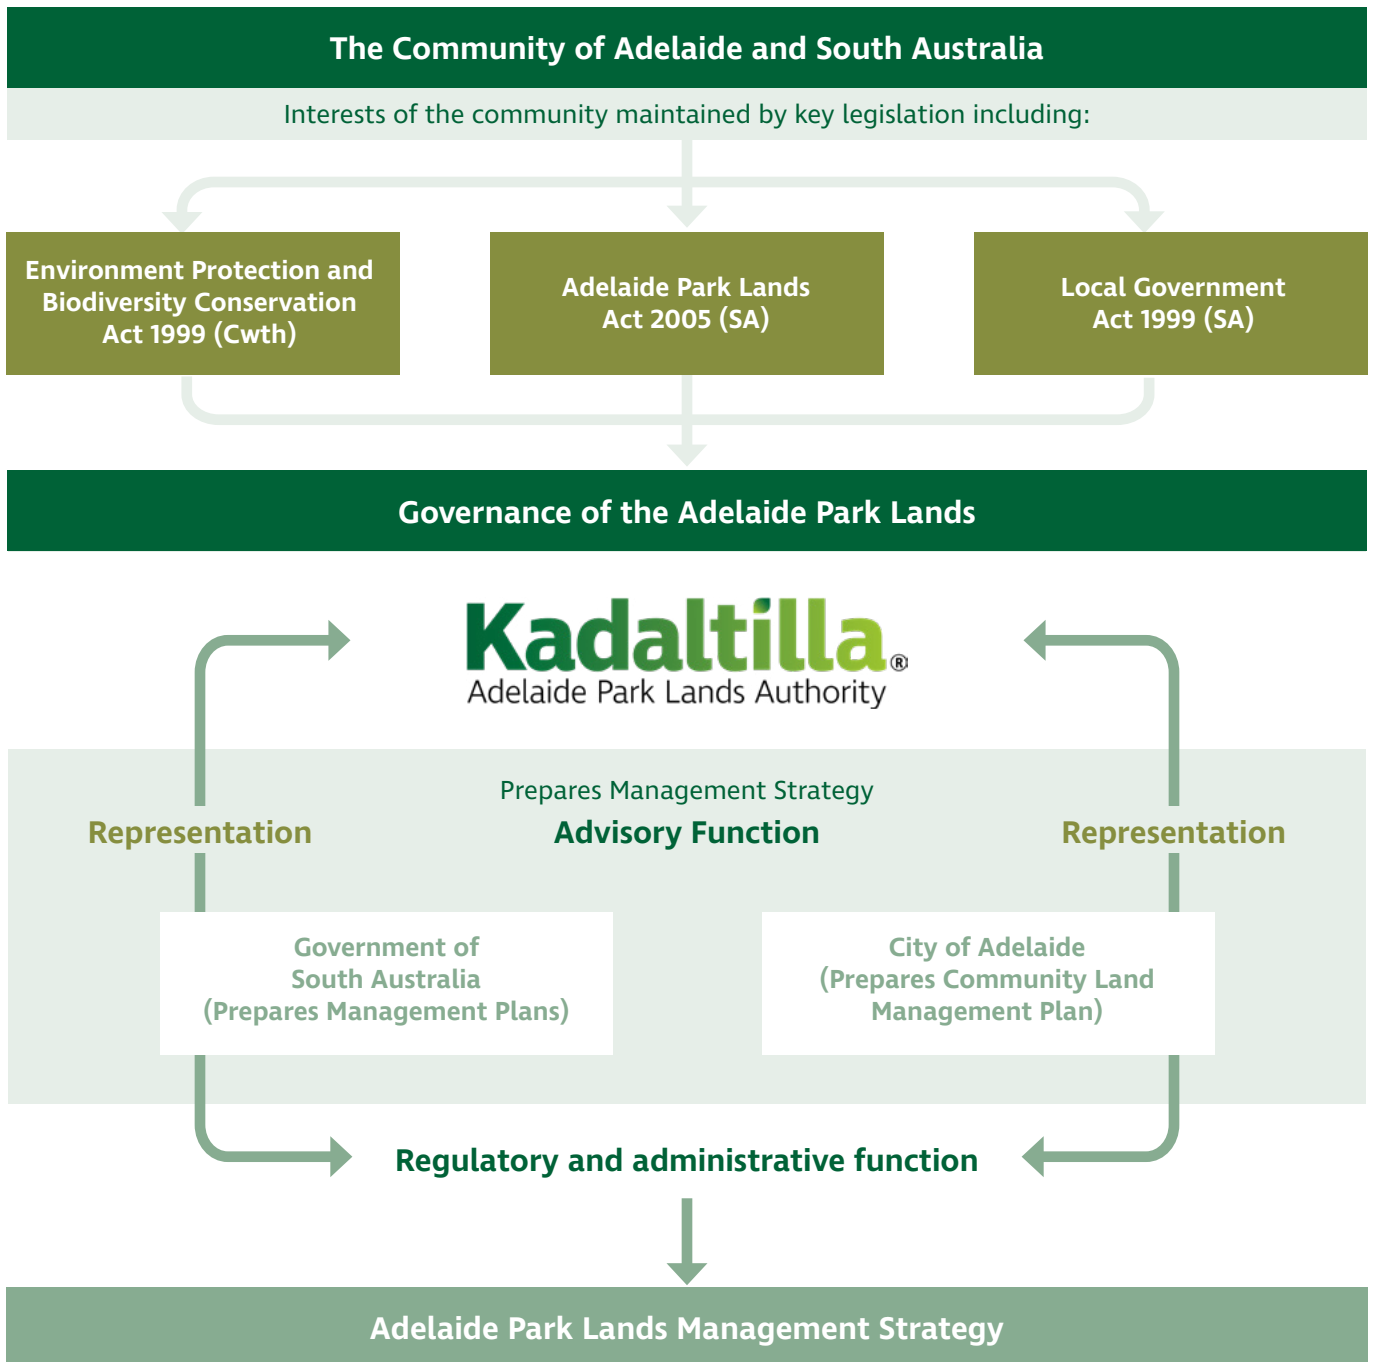 The Community of Adelaide and South Australia
Interests of the community maintained by key legislation including:
Environment Protection and
Biodiversity Conservation
Act 1999 (Cwth)
Adelaide Park Lands
Act 2005 (SA)
Local Government
Act 1999 (SA)
Governance of the Adelaide Park Lands
Kadaltilla®
Adelaide Park Lands Authority
Prepares Management Strategy
Representation
Advisory Function
Representation
Government of
South Australia
(Prepares Management Plans)
City of Adelaide
(Prepares Community Land
Management Plan)
Regulatory and administrative function
Adelaide Park Lands Management Strategy